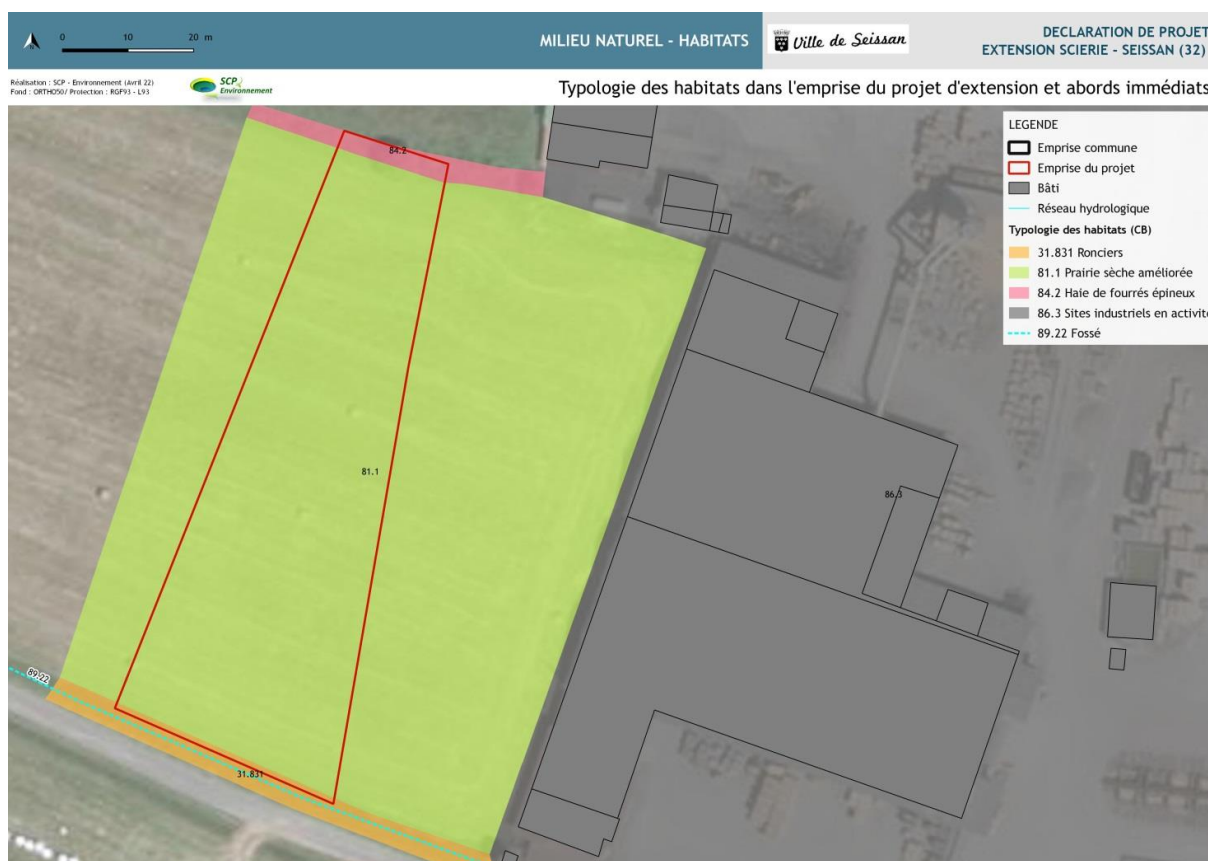 N
0 10 20 m
MILIEU NATUREL - HABITATS
Ville de Seissan
DECLARATION DE PROJET
EXTENSION SCIERIE - SEISSAN (32)
Réalisation : SCP - Environnement (Avril 22)
Fond : ORTHO50/ Protection : RGF93 - L93
SCP
Environnement
Typologie des habitats dans l'emprise du projet d'extension et abords immédiats
LEGENDE
Emprise commune
Emprise du projet
Bâti
Réseau hydrologique
Typologie des habitats (CB)
31.831 Ronciers
81.1 Prairie sèche améliorée
84.2 Haie de fourrés épineux
86.3 Sites industriels en activité
89.22 Fossé
84.2
81.1
86.3
89.22
31.831